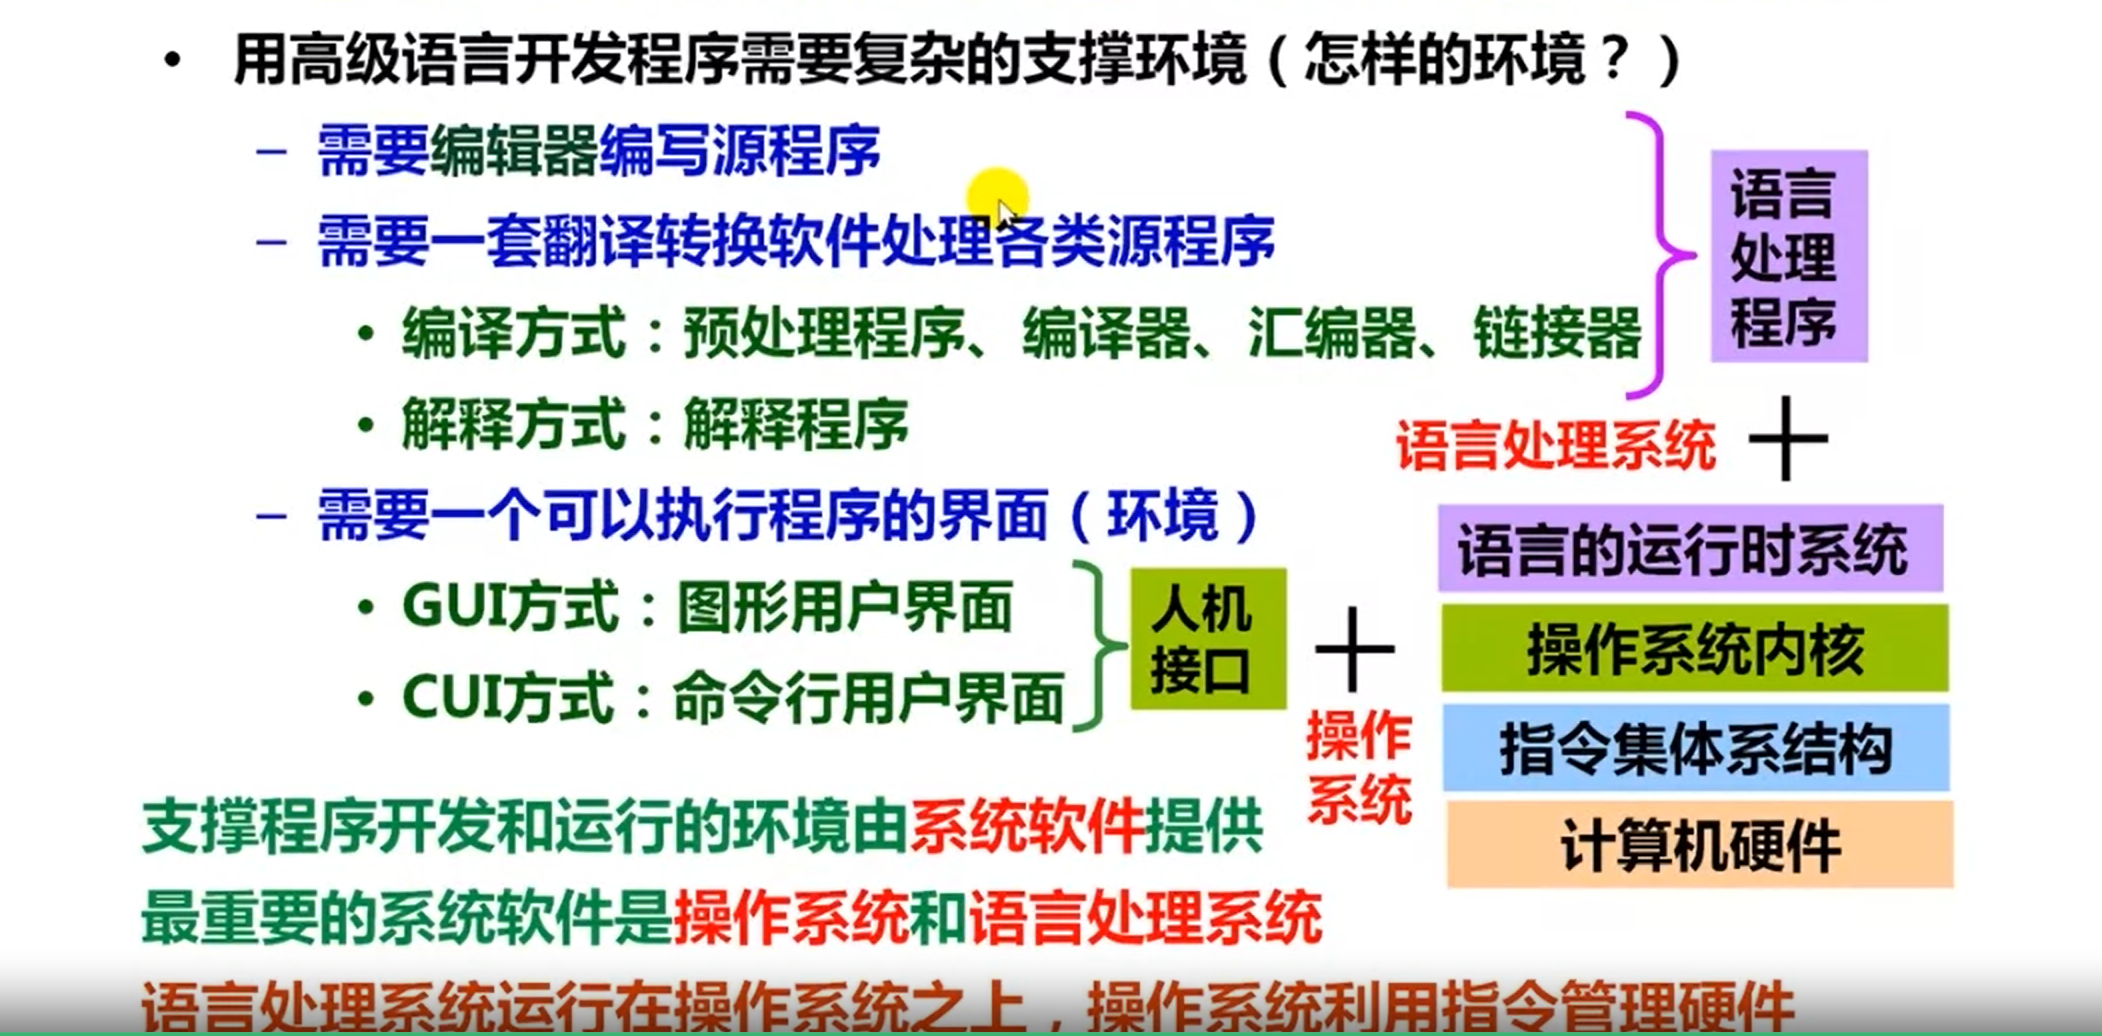 • 用高级语言开发程序需要复杂的支撑环境（怎样的环境？）
– 需要编辑器编写源程序
– 需要一套翻译转换软件处理各类源程序
• 编译方式：预处理程序、编译器、汇编器、链接器
• 解释方式：解释程序
语言
处理
程序
语言处理系统
– 需要一个可以执行程序的界面（环境）
• GUI方式：图形用户界面
• CUI方式：命令行用户界面
人机
接口
操作
系统
语言的运行时系统
操作系统内核
指令集体系结构
计算机硬件
支撑程序开发和运行的环境由系统软件提供
最重要的系统软件是操作系统和语言处理系统
语言处理系统运行在操作系统之上，操作系统利用指令管理硬件